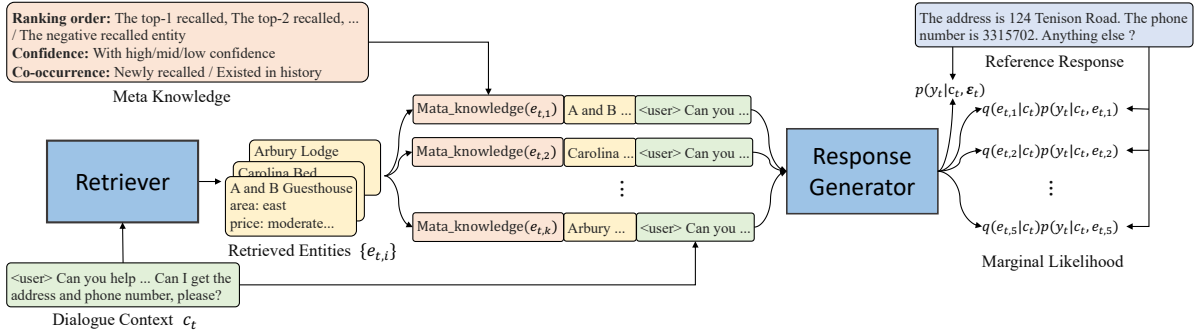 Ranking order: The top-1 recalled, The top-2 recalled, ...
/ The negative recalled entity
Confidence: With high/mid/low confidence
Co-occurrence: Newly recalled / Existed in history
Meta Knowledge
Retriever
Arbury Lodge
Carolina Bed
A and B Guesthouse
area: east
price: moderate...
Retrieved Entities {e_{t,i}}
<user> Can you help ... Can I get the
address and phone number, please?
Dialogue Context c_t
Mata_knowledge(e_{t,1}) A and B ... <user> Can you ...
Mata_knowledge(e_{t,2}) Carolina ... <user> Can you ...
⋮
Mata_knowledge(e_{t,k}) Arbury ... <user> Can you ...
Response
Generator
The address is 124 Tenison Road. The phone
number is 3315702. Anything else ?
Reference Response
p(y_t|c_t, ε_t)
q(e_{t,1}|c_t)p(y_t|c_t, e_{t,1})
q(e_{t,2}|c_t)p(y_t|c_t, e_{t,2})
⋮
q(e_{t,5}|c_t)p(y_t|c_t, e_{t,5})
Marginal Likelihood